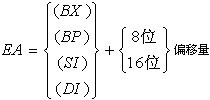 (BX)
(BP)
EA = + 8位 偏移量
(SI) 16位
(DI)